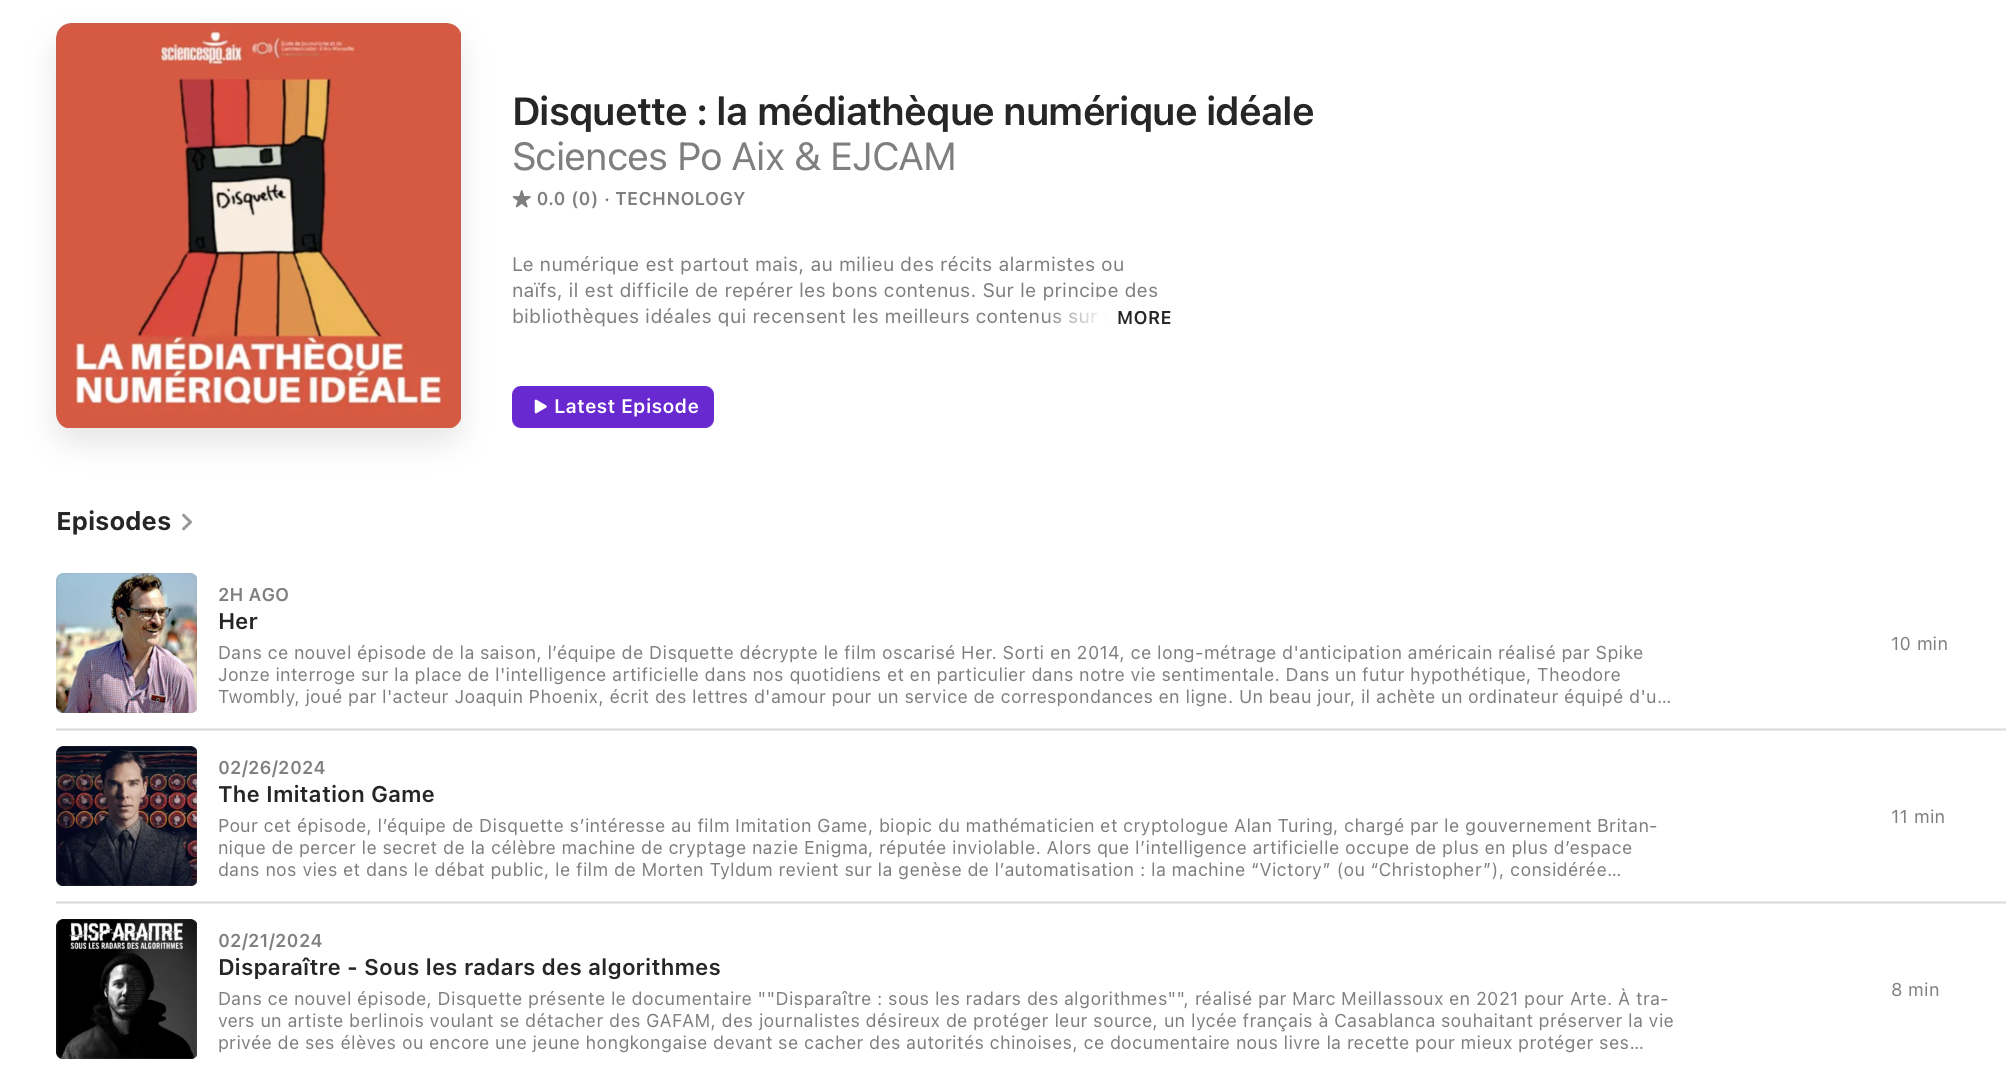 sciencespo.aix
Disquette
LA MÉDIATHÈQUE
NUMÉRIQUE IDÉALE
Disquette : la médiathèque numérique idéale
Sciences Po Aix & EJCAM
★ 0.0 (0) · TECHNOLOGY
Le numérique est partout mais, au milieu des récits alarmistes ou
naïfs, il est difficile de repérer les bons contenus. Sur le principe des
bibliothèques idéales qui recensent les meilleurs contenus sur MORE
Latest Episode
Episodes
2H AGO
Her
Dans ce nouvel épisode de la saison, l’équipe de Disquette décrypte le film oscarisé Her. Sorti en 2014, ce long-métrage d'anticipation américain réalisé par Spike
Jonze interroge sur la place de l'intelligence artificielle dans nos quotidiens et en particulier dans notre vie sentimentale. Dans un futur hypothétique, Theodore
Twombly, joué par l'acteur Joaquin Phoenix, écrit des lettres d'amour pour un service de correspondances en ligne. Un beau jour, il achète un ordinateur équipé d'u…
10 min
02/26/2024
The Imitation Game
Pour cet épisode, l’équipe de Disquette s’intéresse au film Imitation Game, biopic du mathématicien et cryptologue Alan Turing, chargé par le gouvernement Britan-
nique de percer le secret de la célèbre machine de cryptage nazie Enigma, réputée inviolable. Alors que l’intelligence artificielle occupe de plus en plus d’espace
dans nos vies et dans le débat public, le film de Morten Tyldum revient sur la genèse de l’automatisation : la machine “Victory” (ou “Christopher”), considérée…
11 min
DISPARAITRE
SOUS LES RADARS DES ALGORITHMES
02/21/2024
Disparaître - Sous les radars des algorithmes
Dans ce nouvel épisode, Disquette présente le documentaire ""Disparaître : sous les radars des algorithmes"", réalisé par Marc Meillassoux en 2021 pour Arte. À tra-
vers un artiste berlinois voulant se détacher des GAFAM, des journalistes désireux de protéger leur source, un lycée français à Casablanca souhaitant préserver la vie
privée de ses élèves ou encore une jeune hongkongaise devant se cacher des autorités chinoises, ce documentaire nous livre la recette pour mieux protéger ses…
8 min